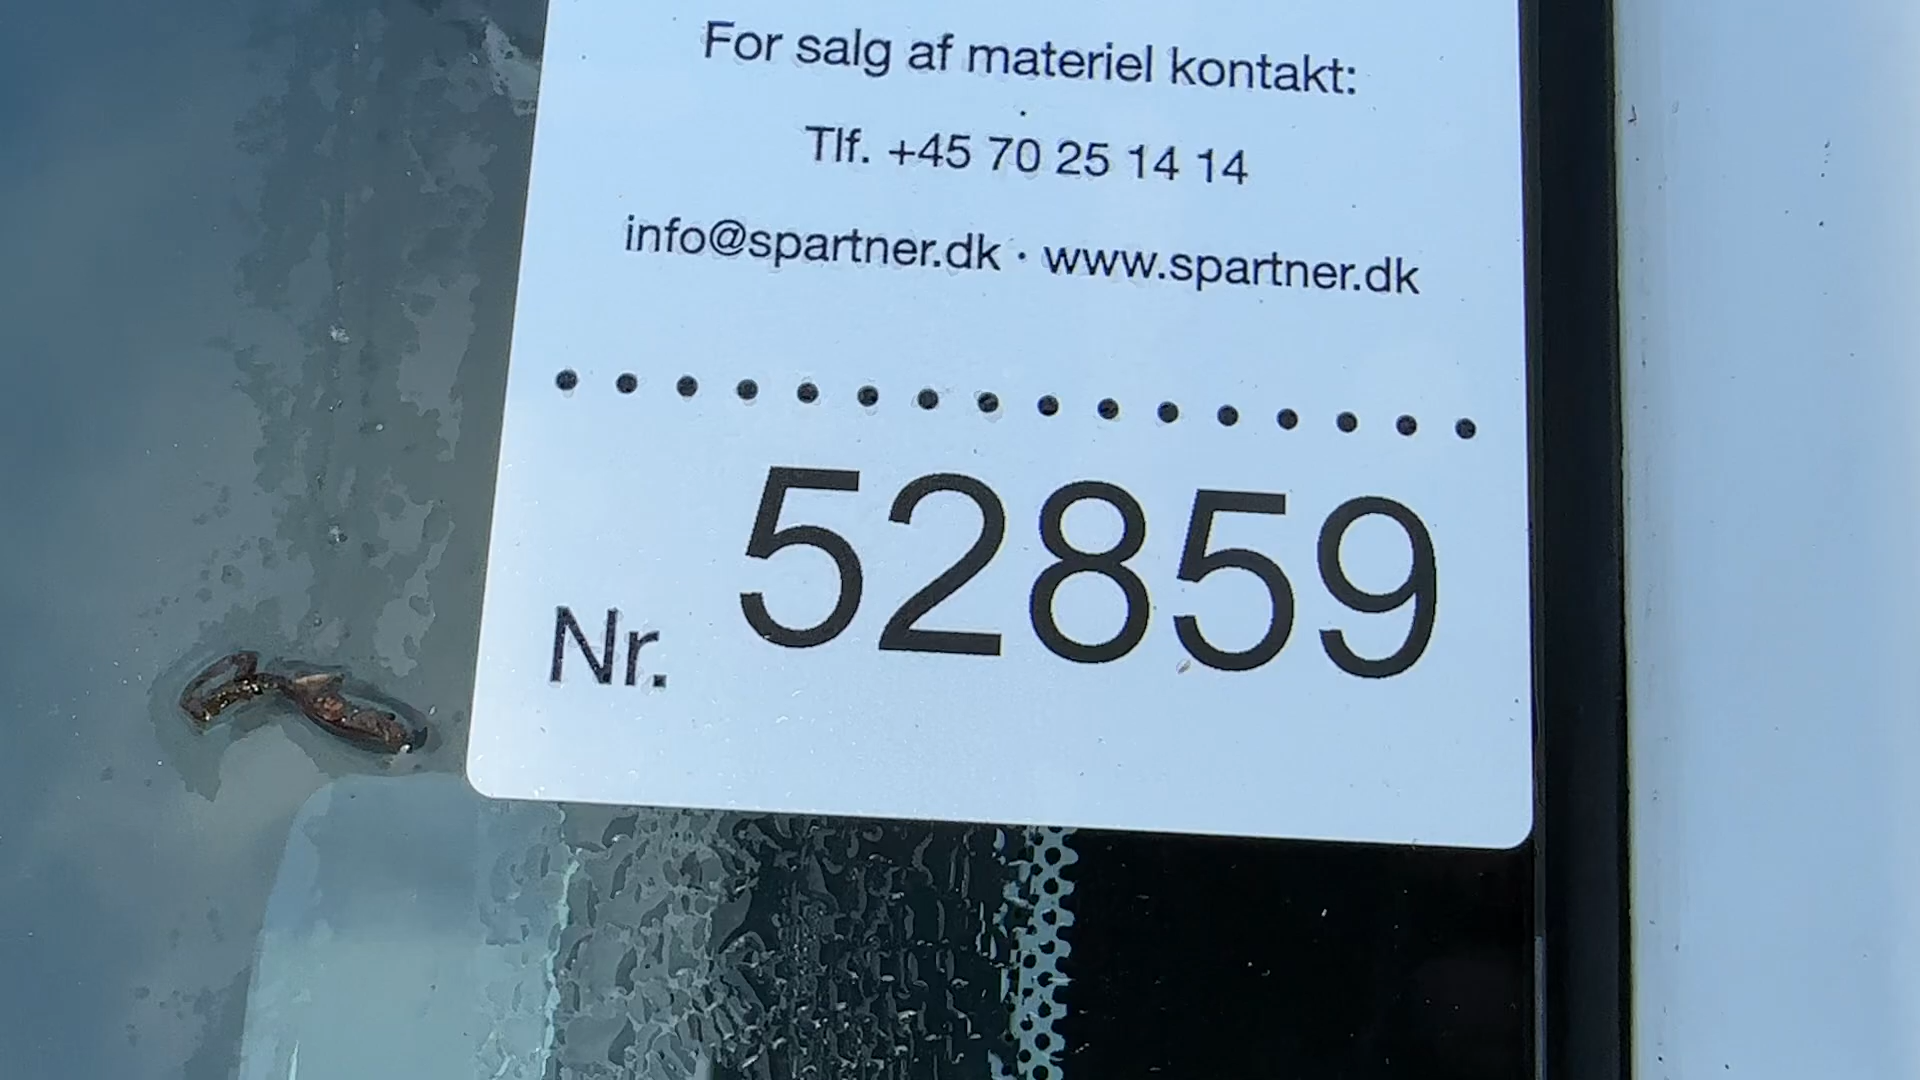 For salg af materiel kontakt:
Tlf. +45 70 25 14 14
info@spartner.dk · www.spartner.dk
Nr. 52859